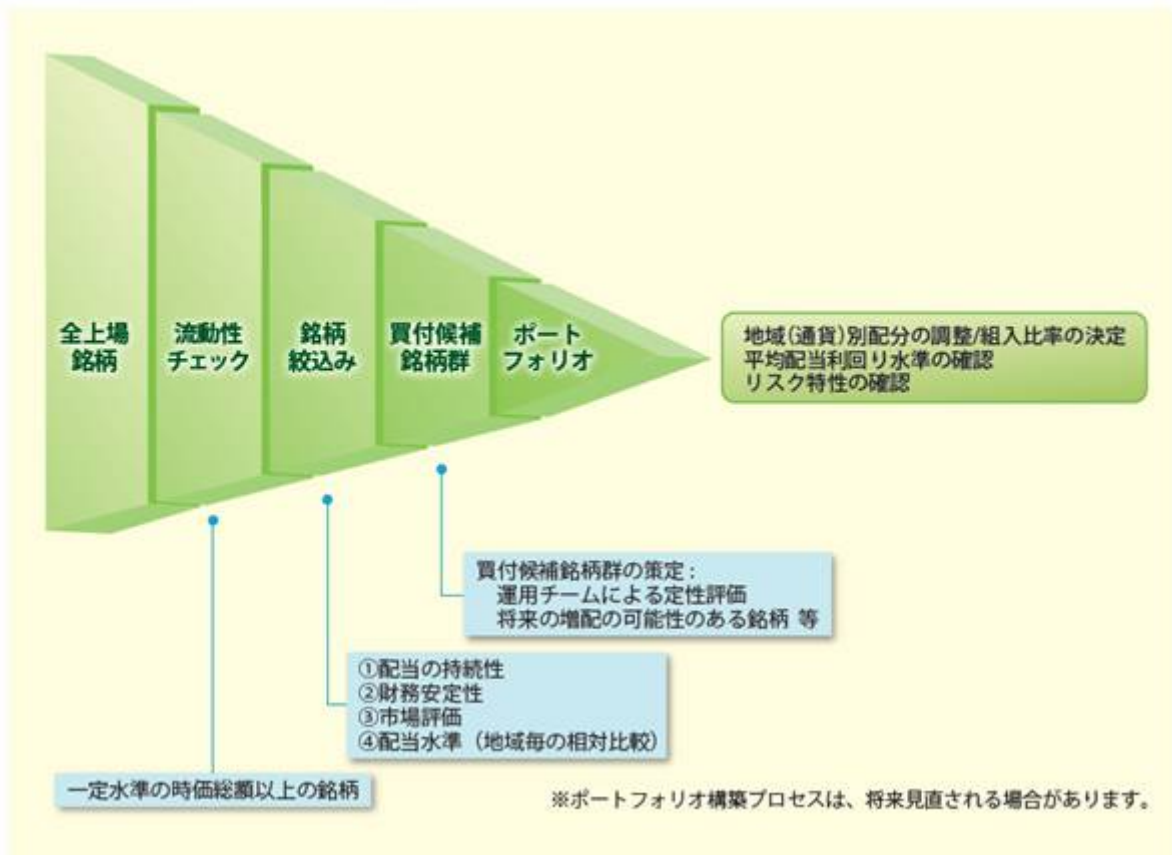 全上場
銘柄
流動性
チェック
銘柄
絞込み
買付候補
銘柄群
ポート
フォリオ
地域(通貨)別配分の調整/組入比率の決定
平均配当利回り水準の確認
リスク特性の確認
買付候補銘柄群の策定:
運用チームによる定性評価
将来の増配の可能性のある銘柄 等
①配当の持続性
②財務安定性
③市場評価
④配当水準(地域毎の相対比較)
一定水準の時価総額以上の銘柄
※ポートフォリオ構築プロセスは、将来見直される場合があります。